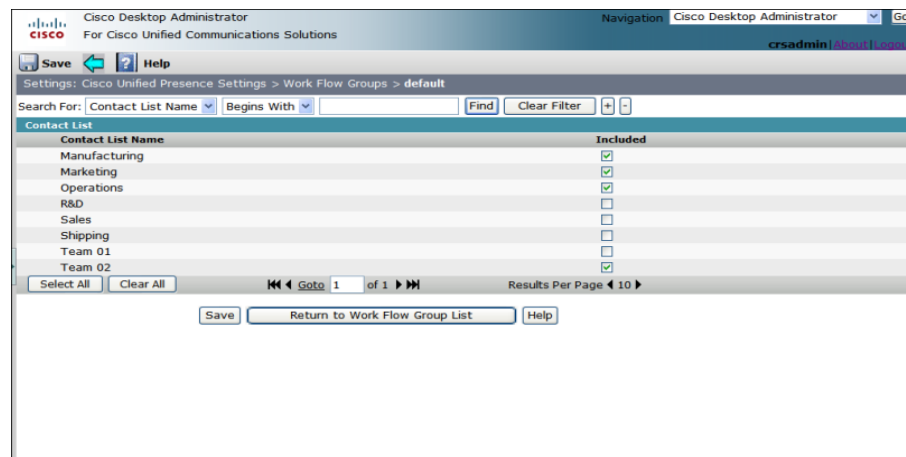 Cisco Desktop Administrator
Navigation Cisco Desktop Administrator
CISCO For Cisco Unified Communications Solutions
crsadmin | About | Logou
Save ? Help
Settings: Cisco Unified Presence Settings > Work Flow Groups > default
Search For: Contact List Name Begins With Find Clear Filter + -
Contact List
Contact List Name Included
Manufacturing
Marketing
Operations
R&D
Sales
Shipping
Team 01
Team 02
Select All Clear All Goto 1 of 1 Results Per Page 10
Save Return to Work Flow Group List Help